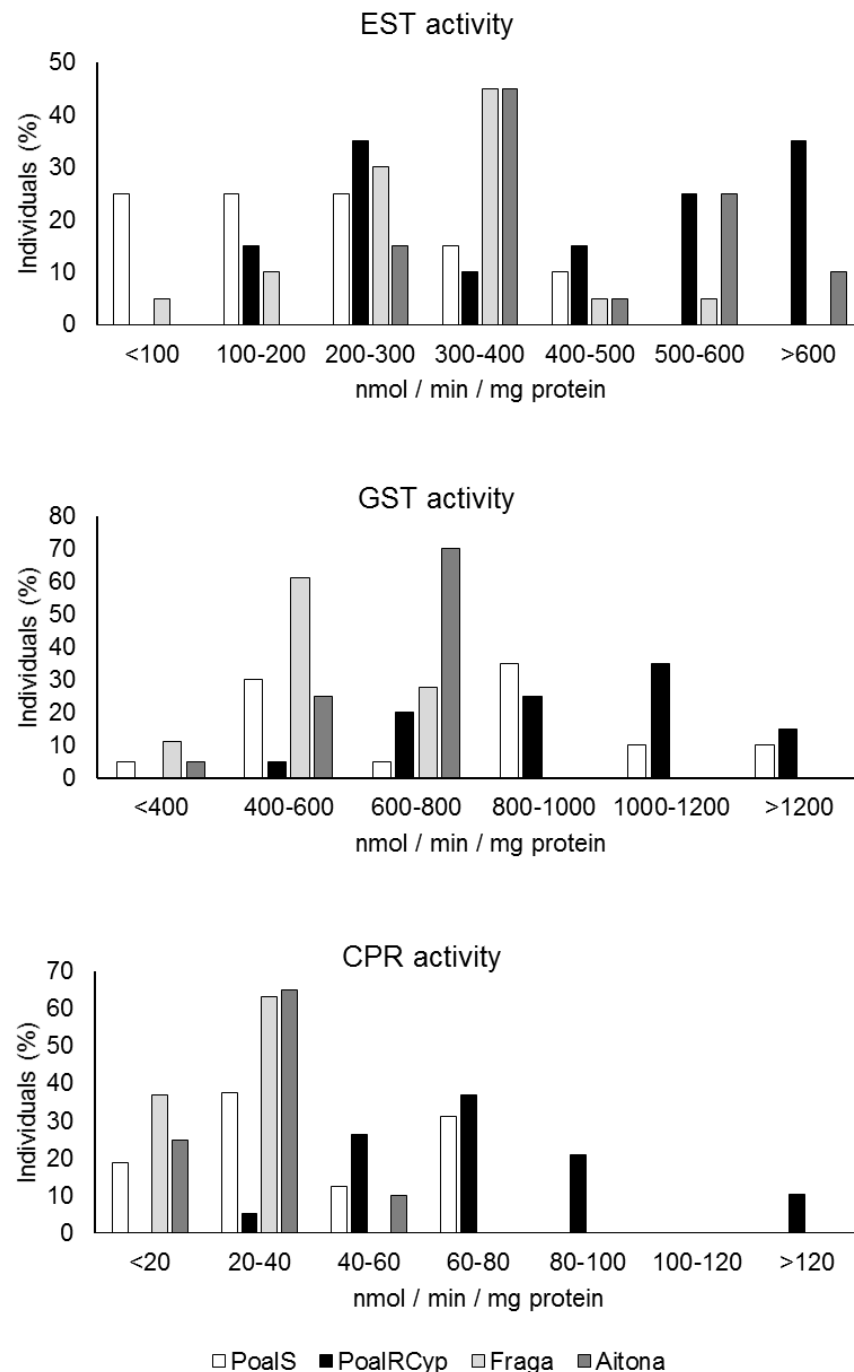 EST activity
50
40
30
20
10
0
Individuals (%)
<100 100-200 200-300 300-400 400-500 500-600 >600
nmol / min / mg protein
GST activity
80
70
60
50
40
30
20
10
0
Individuals (%)
<400 400-600 600-800 800-1000 1000-1200 >1200
nmol / min / mg protein
CPR activity
70
60
50
40
30
20
10
0
Individuals (%)
<20 20-40 40-60 60-80 80-100 100-120 >120
nmol / min / mg protein
PoalS PoalRCyp Fraga Aitona